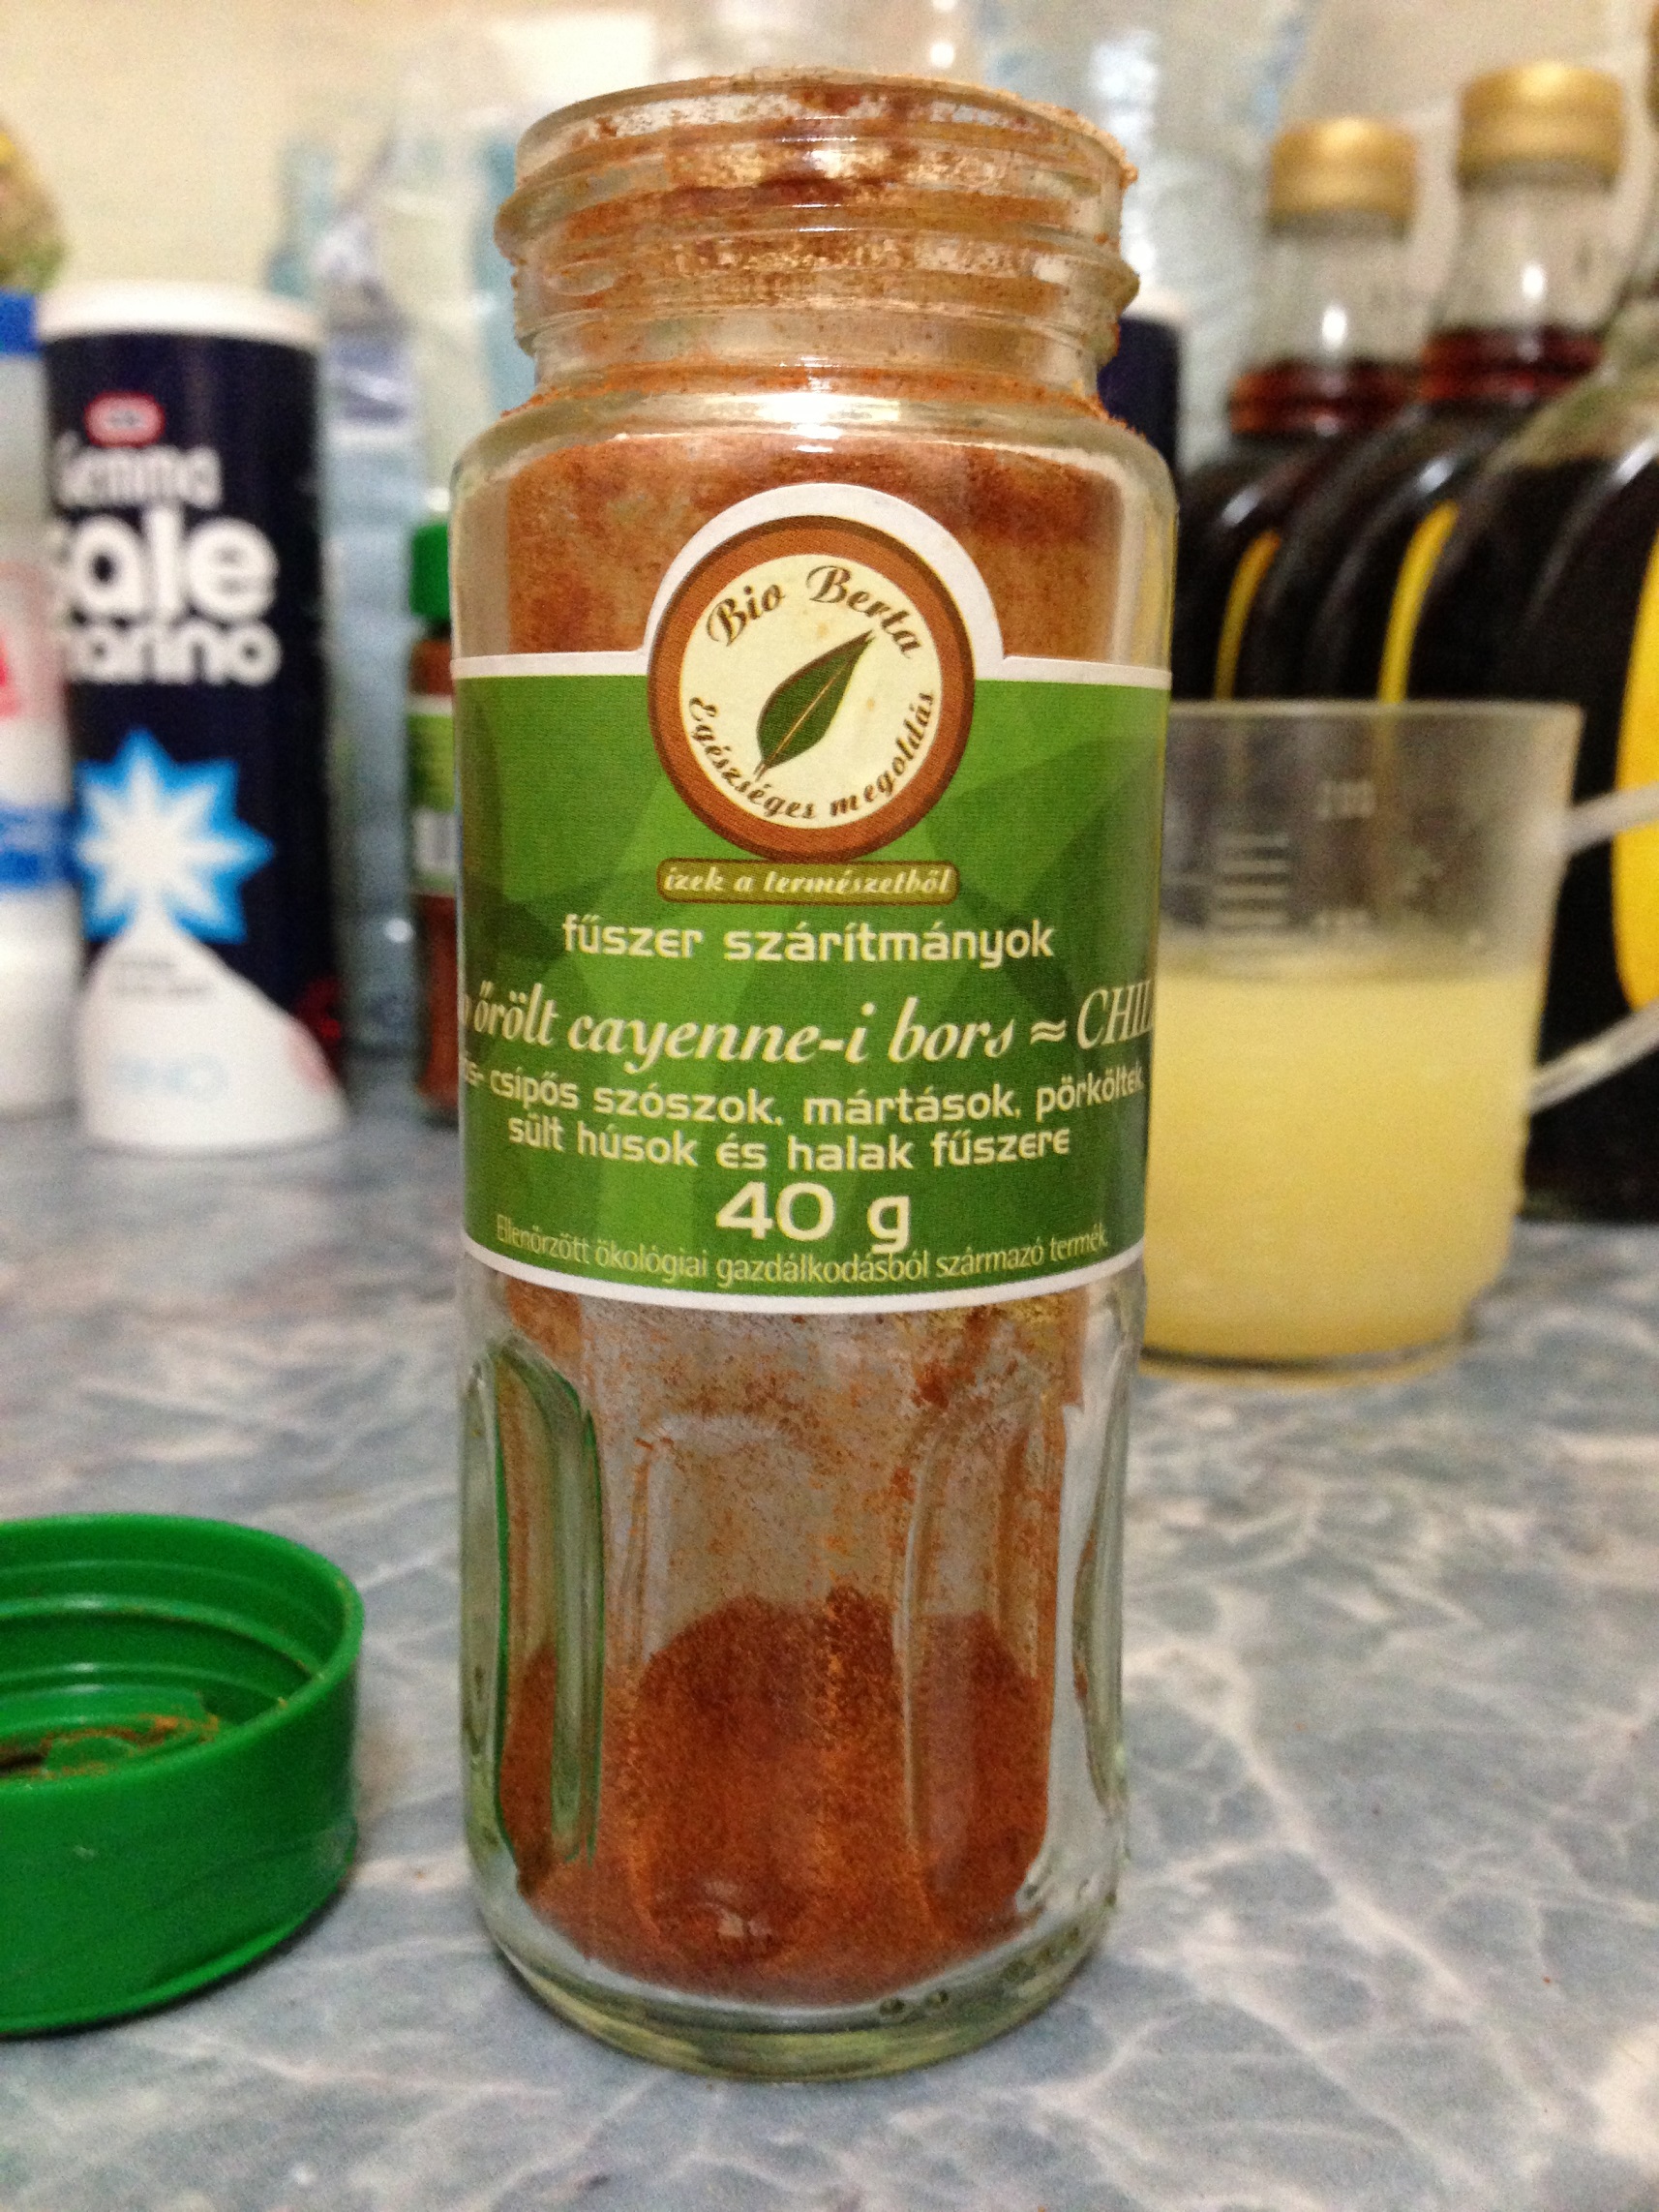 Bio Berta
Egészséges megoldás
ízek a természetből
fűszer szárítmányok
őrölt cayenne-i bors ≈ CHIL
csípős szószok, mártások, pörköltek,
sült húsok és halak fűszere
40 g
Ellenőrzött ökológiai gazdálkodásból származó termék.
Gemma
sale
marino